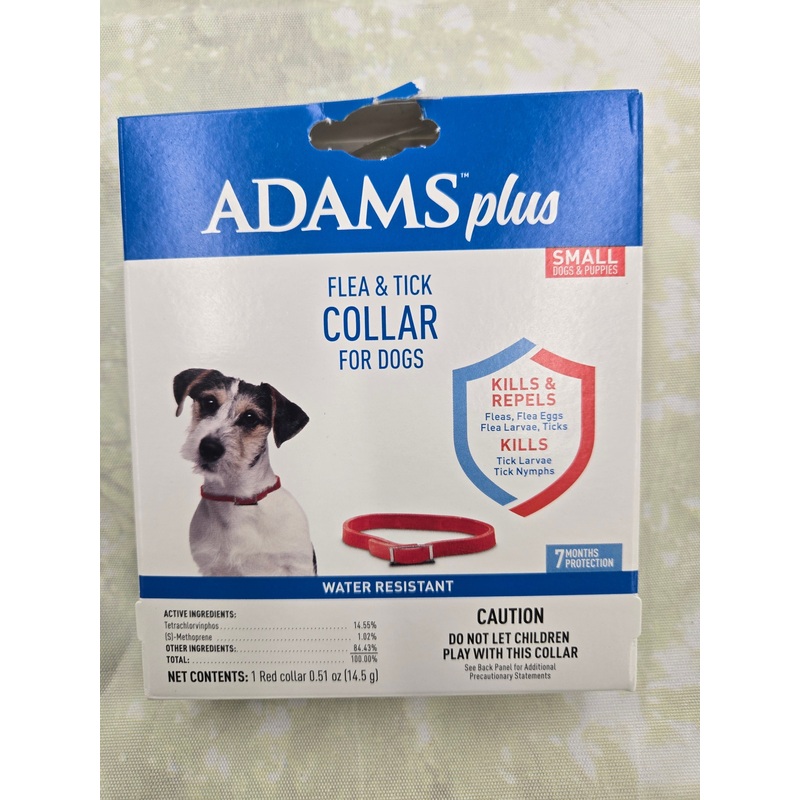 ADAMS™ plus
SMALL
DOGS & PUPPIES
FLEA & TICK
COLLAR
FOR DOGS
KILLS &
REPELS
Fleas, Flea Eggs
Flea Larvae, Ticks
KILLS
Tick Larvae
Tick Nymphs
7 MONTHS
PROTECTION
WATER RESISTANT
ACTIVE INGREDIENTS:
Tetrachlorvinphos 14.55%
(S)-Methoprene 1.02%
OTHER INGREDIENTS: 84.43%
TOTAL: 100.00%
NET CONTENTS: 1 Red collar 0.51 oz (14.5 g)
CAUTION
DO NOT LET CHILDREN
PLAY WITH THIS COLLAR
See Back Panel for Additional
Precautionary Statements